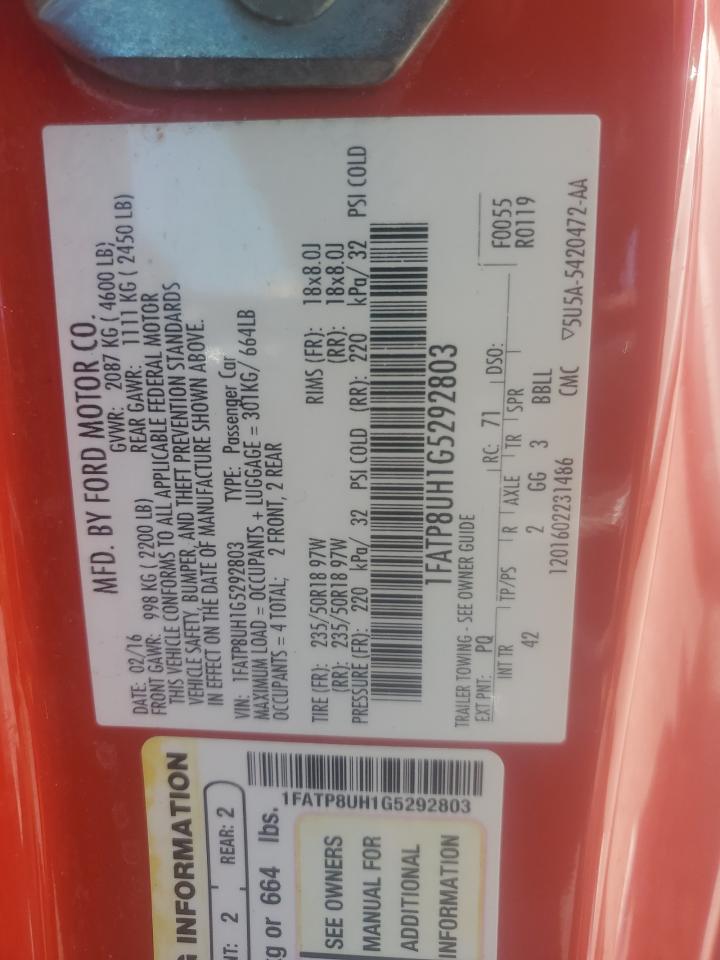 MFD. BY FORD MOTOR CO.
DATE: 02/16 GVWR: 2087 KG ( 4600 LB)
FRONT GAWR: 998 KG ( 2200 LB) REAR GAWR: 1111 KG ( 2450 LB)
THIS VEHICLE CONFORMS TO ALL APPLICABLE FEDERAL MOTOR
VEHICLE SAFETY, BUMPER, AND THEFT PREVENTION STANDARDS
IN EFFECT ON THE DATE OF MANUFACTURE SHOWN ABOVE.
VIN: 1FATP8UH1G5292803 TYPE: Passenger Car
MAXIMUM LOAD = OCCUPANTS + LUGGAGE = 301KG/ 664LB
OCCUPANTS = 4 TOTAL; 2 FRONT, 2 REAR
TIRE (FR): 235/50R18 97W RIMS (FR): 18x8.0J
(RR): 235/50R18 97W (RR): 18x8.0J
PRESSURE (FR): 220 kPa/ 32 PSI COLD (RR): 220 kPa/ 32 PSI COLD
1FATP8UH1G5292803
TRAILER TOWING - SEE OWNER GUIDE
EXT PNT: PQ RC: 71 DSO: F0055
INT TR TP/PS R AXLE TR SPR R0119
42 2 GG 3 BBLL
1201602231486 CMC ▽5U5A-5420472-AA
G INFORMATION
NT: 2 REAR: 2
kg or 664 lbs.
1FATP8UH1G5292803
SEE OWNERS
MANUAL FOR
ADDITIONAL
INFORMATION